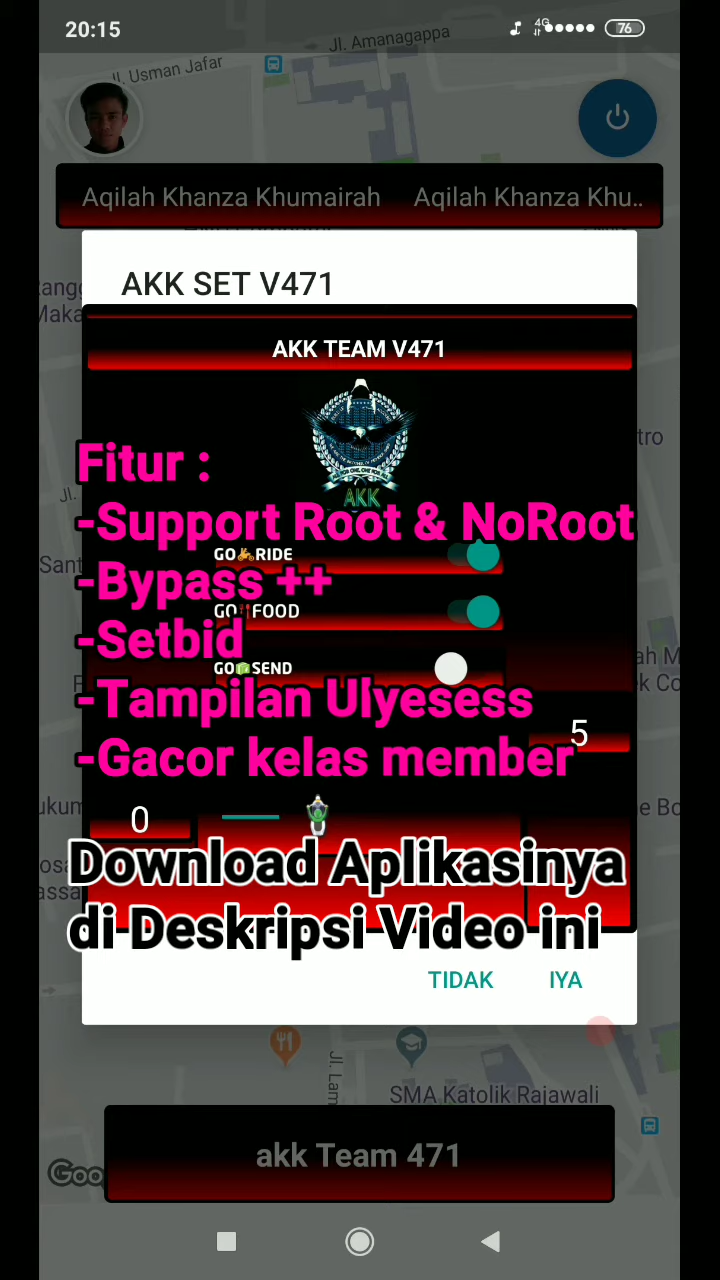 20:15
4G
76
Jl. Amanagappa
Jl. Usman Jafar
Aqilah Khanza Khumairah Aqilah Khanza Khu..
AKK SET V471
AKK TEAM V471
AKK
Fitur :
-Support Root & NoRoot
GO RIDE
-Bypass ++
GO FOOD
-Setbid
GO SEND
-Tampilan Ulyesess
5
-Gacor kelas member
0
Download Aplikasinya
di Deskripsi Video ini
TIDAK IYA
SMA Katolik Rajawali
akk Team 471